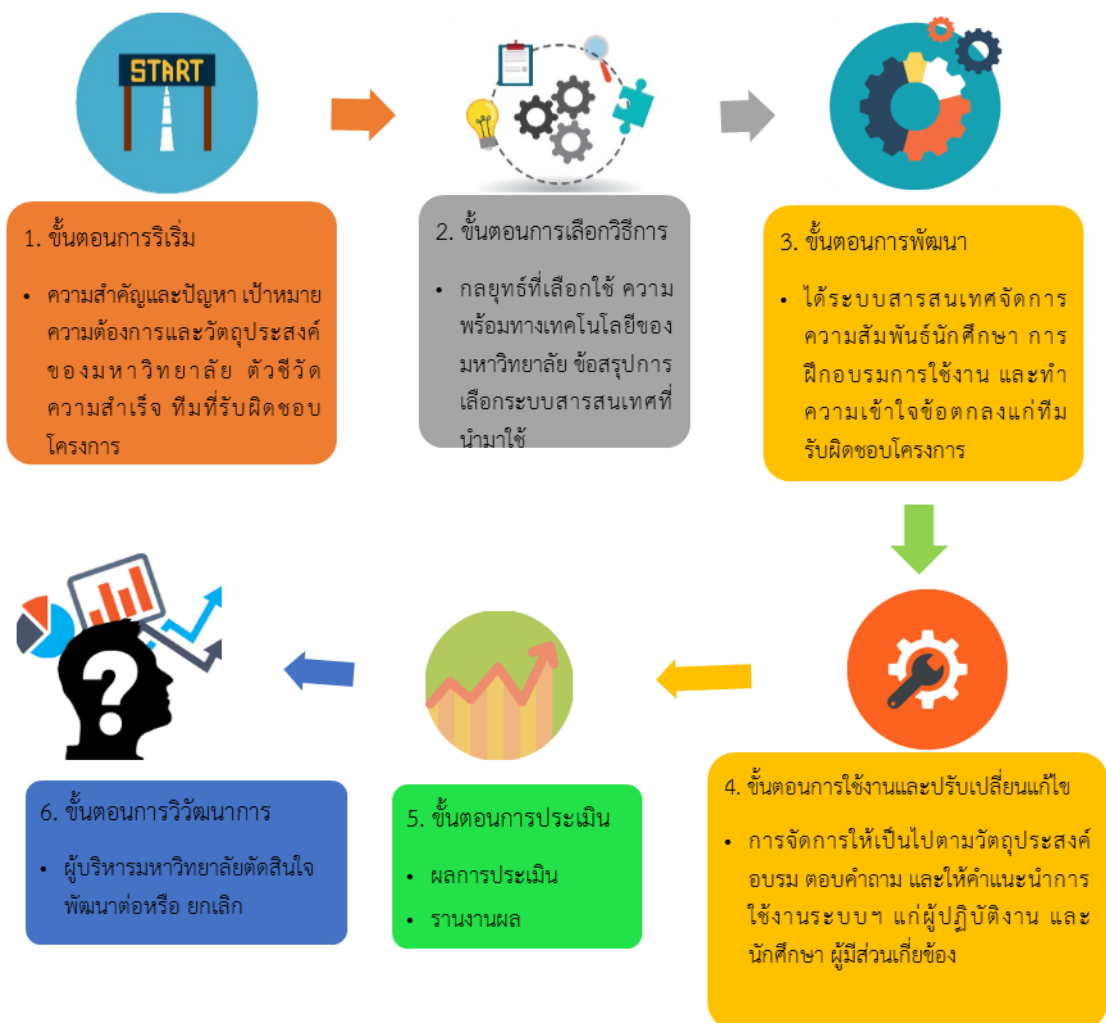 START
1. ขั้นตอนการริเริ่ม
• ความสำคัญและปัญหา เป้าหมาย
ความต้องการและวัตถุประสงค์
ของมหาวิทยาลัย ตัวชี้วัด
ความสำเร็จ ทีมที่รับผิดชอบ
โครงการ
2. ขั้นตอนการเลือกวิธีการ
• กลยุทธ์ที่เลือกใช้ ความ
พร้อมทางเทคโนโลยีของ
มหาวิทยาลัย ข้อสรุปการ
เลือกระบบสารสนเทศที่
นำมาใช้
3. ขั้นตอนการพัฒนา
• ได้ระบบสารสนเทศจัดการ
ความสัมพันธ์นักศึกษา การ
ฝึกอบรมการใช้งาน และทำ
ความเข้าใจข้อตกลงแก่ทีม
รับผิดชอบโครงการ
4. ขั้นตอนการใช้งานและปรับเปลี่ยนแก้ไข
• การจัดการให้เป็นไปตามวัตถุประสงค์
อบรม ตอบคำถาม และให้คำแนะนำการ
ใช้งานระบบฯ แก่ผู้ปฏิบัติงาน และ
นักศึกษา ผู้มีส่วนเกี่ยข้อง
5. ขั้นตอนการประเมิน
• ผลการประเมิน
• รานงานผล
6. ขั้นตอนการวิวัฒนาการ
• ผู้บริหารมหาวิทยาลัยตัดสินใจ
พัฒนาต่อหรือ ยกเลิก